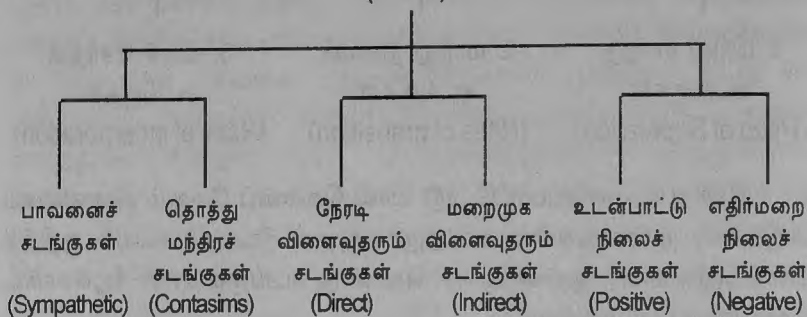 பாவனைச் தொத்து நேரடி மறைமுக உடன்பாட்டு எதிர்மறை
சடங்குகள் மந்திரச் விளைவுதரும் விளைவுதரும் நிலைச் நிலைச்
சடங்குகள் சடங்குகள் சடங்குகள் சடங்குகள் சடங்குகள்
(Sympathetic) (Contasims) (Direct) (Indirect) (Positive) (Negative)